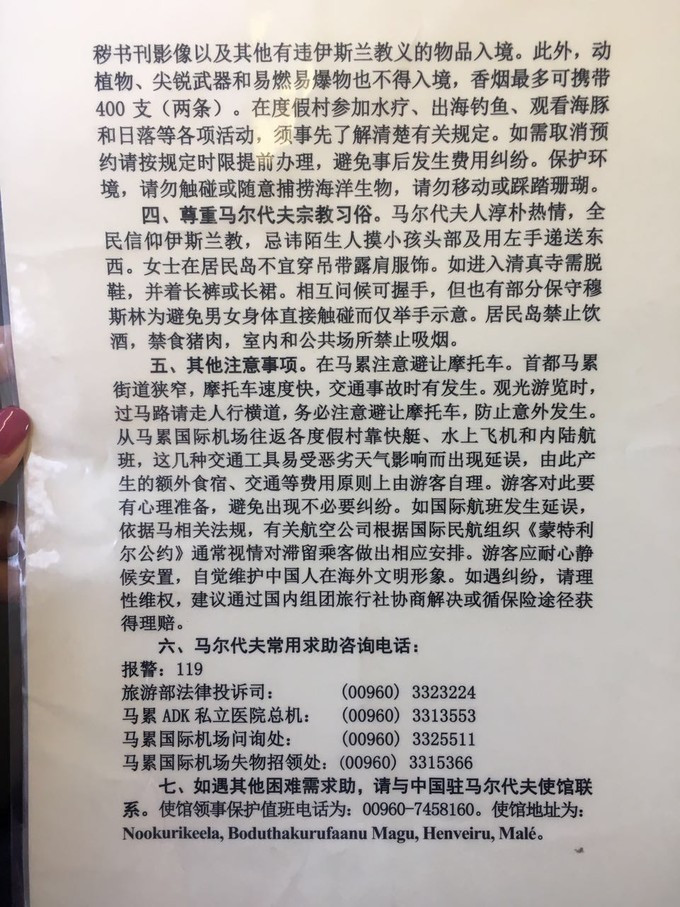 秽书刊影像以及其他有违伊斯兰教义的物品入境。此外，动
植物、尖锐武器和易燃易爆物也不得入境，香烟最多可携带
400 支（两条）。在度假村参加水疗、出海钓鱼、观看海豚
和日落等各项活动，须事先了解清楚有关规定。如需取消预
约请按规定时限提前办理，避免事后发生费用纠纷。保护环
境，请勿触碰或随意捕捞海洋生物，请勿移动或踩踏珊瑚。
四、尊重马尔代夫宗教习俗。马尔代夫人淳朴热情，全
民信仰伊斯兰教，忌讳陌生人摸小孩头部及用左手递送东
西。女士在居民岛不宜穿吊带露肩服饰。如进入清真寺需脱
鞋，并着长裤或长裙。相互问候可握手，但也有部分保守穆
斯林为避免男女身体直接触碰而仅举手示意。居民岛禁止饮
酒，禁食猪肉，室内和公共场所禁止吸烟。
五、其他注意事项。在马累注意避让摩托车。首都马累
街道狭窄，摩托车速度快，交通事故时有发生。观光游览时，
过马路请走人行横道，务必注意避让摩托车，防止意外发生。
从马累国际机场往返各度假村靠快艇、水上飞机和内陆航
班，这几种交通工具易受恶劣天气影响而出现延误，由此产
生的额外食宿、交通等费用原则上由游客自理。游客对此要
有心理准备，避免出现不必要纠纷。如国际航班发生延误，
依据马相关法规，有关航空公司根据国际民航组织《蒙特利
尔公约》通常视情对滞留乘客做出相应安排。游客应耐心静
候安置，自觉维护中国人在海外文明形象。如遇纠纷，请理
性维权，建议通过国内组团旅行社协商解决或循保险途径获
得理赔。
六、马尔代夫常用求助咨询电话：
报警：119
旅游部法律投诉司： (00960) 3323224
马累 ADK 私立医院总机： (00960) 3313553
马累国际机场问询处： (00960) 3325511
马累国际机场失物招领处：(00960) 3315366
七、如遇其他困难需求助，请与中国驻马尔代夫使馆联
系。使馆领事保护值班电话为：00960-7458160。使馆地址为：
Nookurikeela, Boduthakurufaanu Magu, Henveiru, Malé。